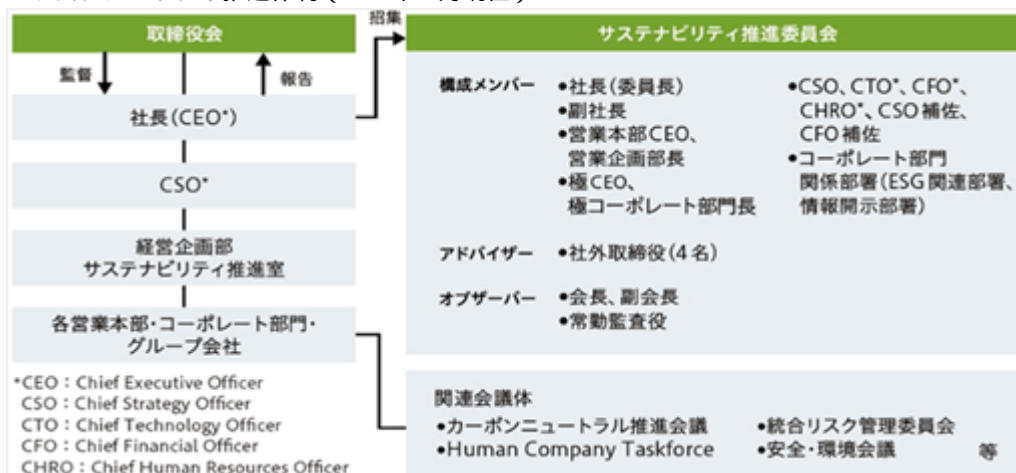 取締役会
監督
報告
社長(CEO*)
CSO*
経営企画部
サステナビリティ推進室
各営業本部・コーポレート部門・
グループ会社
*CEO：Chief Executive Officer
CSO：Chief Strategy Officer
CTO：Chief Technology Officer
CFO：Chief Financial Officer
CHRO：Chief Human Resources Officer
招集
サステナビリティ推進委員会
構成メンバー
•社長(委員長)
•副社長
•営業本部CEO、
営業企画部長
•極CEO、
極コーポレート部門長
•CSO、CTO*、CFO*、
CHRO*、CSO補佐、
CFO補佐
•コーポレート部門
関係部署(ESG関連部署、
情報開示部署)
アドバイザー •社外取締役(4名)
オブザーバー •会長、副会長
•常勤監査役
関連会議体
•カーボンニュートラル推進会議 •統合リスク管理委員会
•Human Company Taskforce •安全・環境会議 等